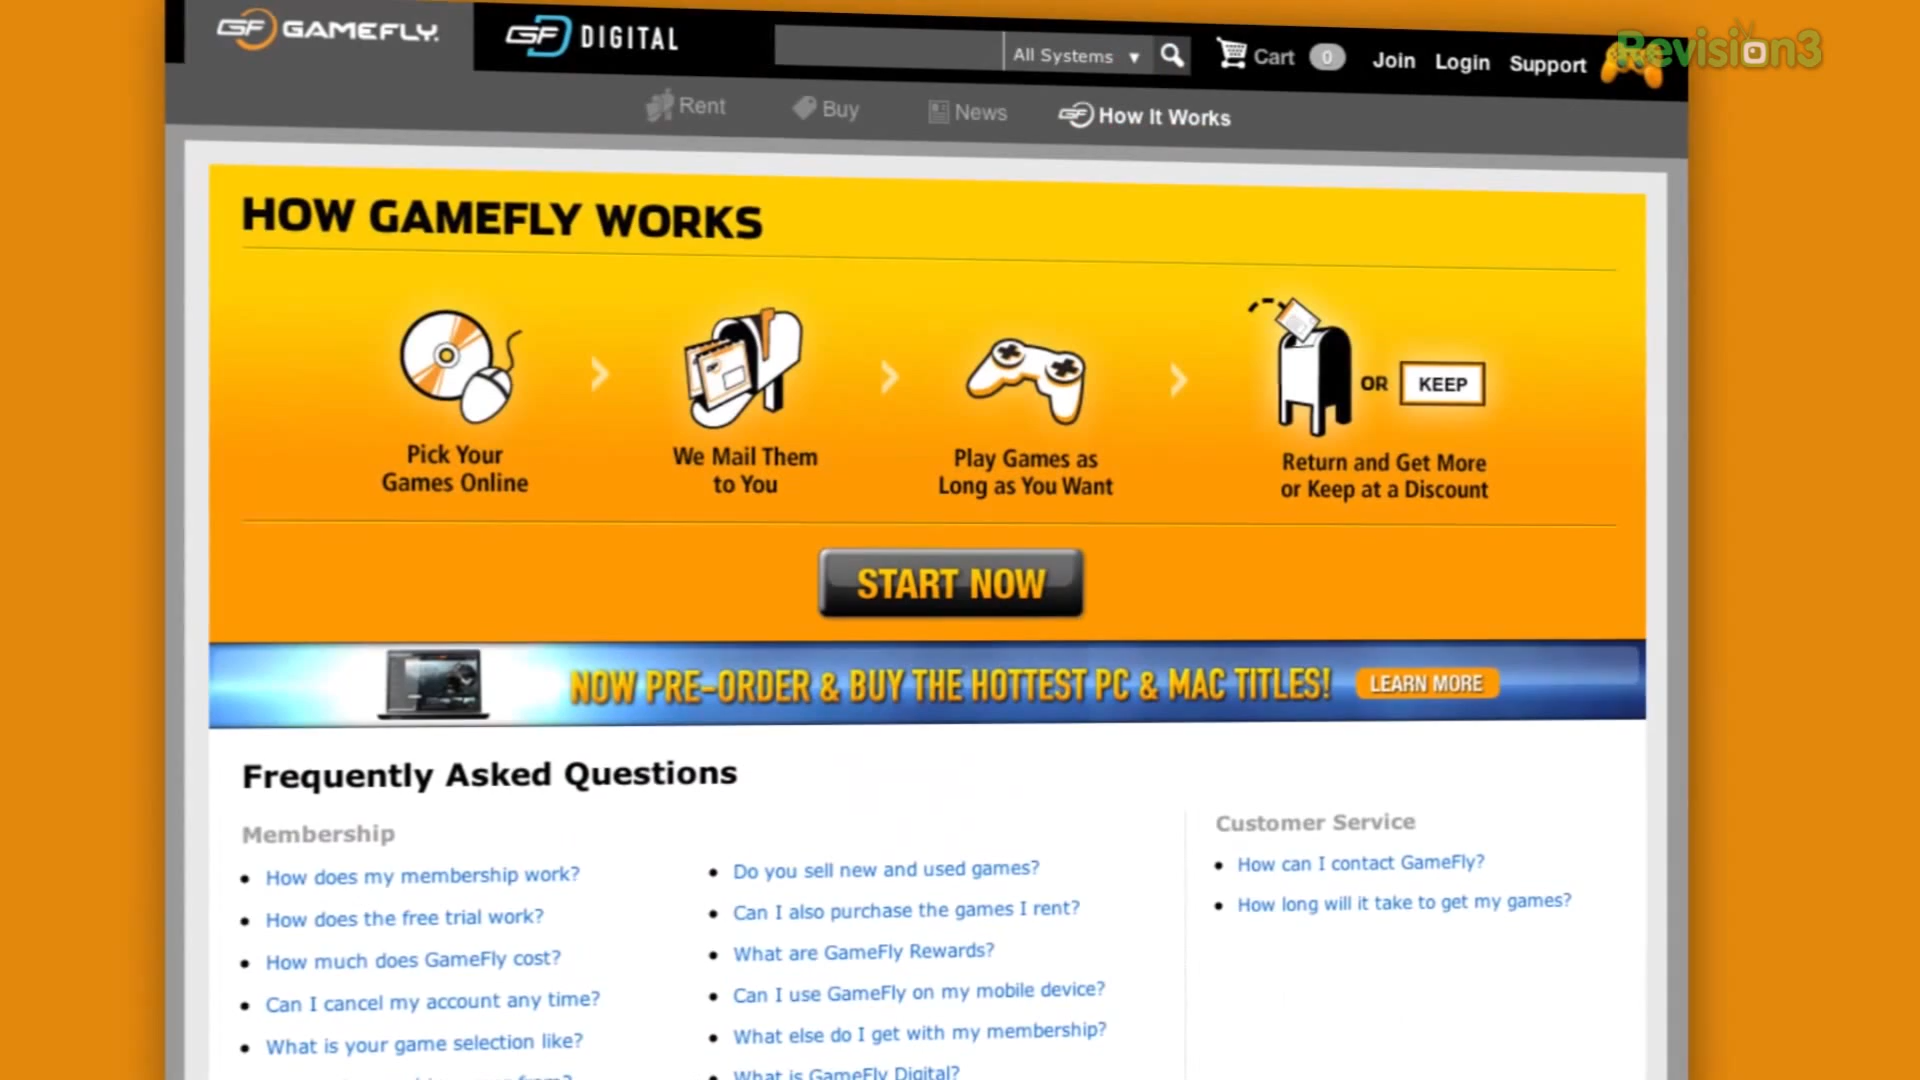 GF GAMEFLY.
GF DIGITAL
All Systems
Cart 0
Join
Login
Support
Revision3
Rent
Buy
News
GF How It Works
HOW GAMEFLY WORKS
Pick Your
Games Online
We Mail Them
to You
Play Games as
Long as You Want
OR
KEEP
Return and Get More
or Keep at a Discount
START NOW
NOW PRE-ORDER & BUY THE HOTTEST PC & MAC TITLES!
LEARN MORE
Frequently Asked Questions
Membership
How does my membership work?
How does the free trial work?
How much does GameFly cost?
Can I cancel my account any time?
What is your game selection like?
Do you sell new and used games?
Can I also purchase the games I rent?
What are GameFly Rewards?
Can I use GameFly on my mobile device?
What else do I get with my membership?
What is GameFly Digital?
Customer Service
How can I contact GameFly?
How long will it take to get my games?